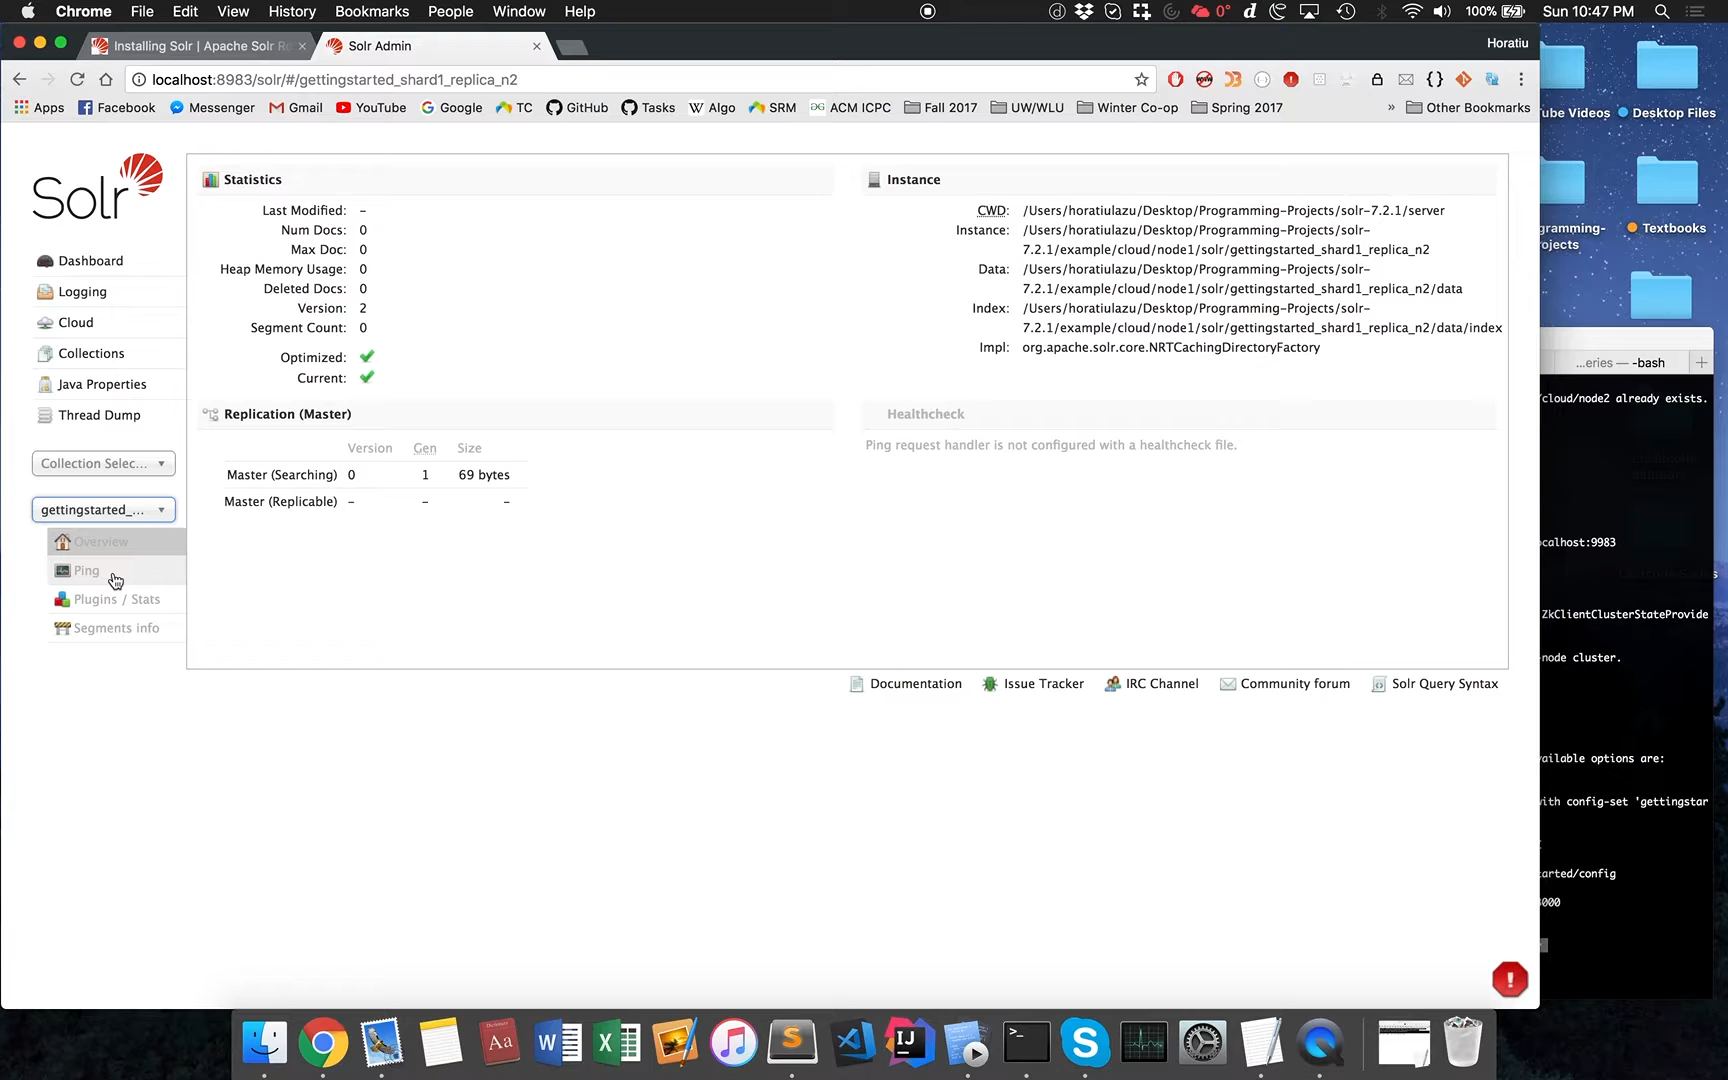 Chrome File Edit View History Bookmarks People Window Help
0° 100% Sun 10:47 PM
Installing Solr | Apache Solr Re
Solr Admin
Horatiu
localhost:8983/solr/#/gettingstarted_shard1_replica_n2
Apps Facebook Messenger Gmail YouTube Google TC GitHub Tasks Algo SRM ACM ICPC Fall 2017 UW/WLU Winter Co-op Spring 2017 » Other Bookmarks
ube Videos
Desktop Files
gramming-
ojects
Textbooks
Solr
Dashboard
Logging
Cloud
Collections
Java Properties
Thread Dump
Collection Selec...
gettingstarted_...
Overview
Ping
Plugins / Stats
Segments info
Statistics
Last Modified: –
Num Docs: 0
Max Doc: 0
Heap Memory Usage: 0
Deleted Docs: 0
Version: 2
Segment Count: 0
Optimized:
Current:
Instance
CWD: /Users/horatiulazu/Desktop/Programming-Projects/solr-7.2.1/server
Instance: /Users/horatiulazu/Desktop/Programming-Projects/solr-
7.2.1/example/cloud/node1/solr/gettingstarted_shard1_replica_n2
Data: /Users/horatiulazu/Desktop/Programming-Projects/solr-
7.2.1/example/cloud/node1/solr/gettingstarted_shard1_replica_n2/data
Index: /Users/horatiulazu/Desktop/Programming-Projects/solr-
7.2.1/example/cloud/node1/solr/gettingstarted_shard1_replica_n2/data/index
Impl: org.apache.solr.core.NRTCachingDirectoryFactory
Replication (Master)
Version Gen Size
Master (Searching) 0 1 69 bytes
Master (Replicable) – – –
Healthcheck
Ping request handler is not configured with a healthcheck file.
Documentation Issue Tracker IRC Channel Community forum Solr Query Syntax
...eries — -bash
/cloud/node2 already exists.
ocalhost:9983
ZkClientClusterStateProvide
-node cluster.
vailable options are:
with config-set 'gettingstar
arted/config
000